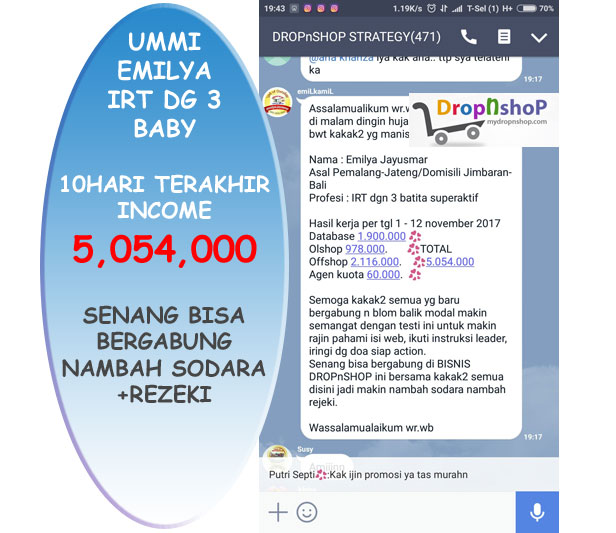 UMMI
EMILYA
IRT DG 3
BABY
10HARI TERAKHIR
INCOME
5,054,000
SENANG BISA
BERGABUNG
NAMBAH SODARA
+REZEKI
19:43 1.19K/s T-Sel (1) H+ 70%
DROPnSHOP STRATEGY(471)
@ana khanza iya kak ana.. ttp sya telateni
ka
19:17
emiLkamiL
Assalamualikum wr.wb
di malam dingin huja
bwt kakak2 yg manis
DropnshoP
mydropnshop.com
Nama : Emilya Jayusmar
Asal Pemalang-Jateng/Domisili Jimbaran-
Bali
Profesi : IRT dgn 3 batita superaktif
Hasil kerja per tgl 1 - 12 november 2017
Database 1.900.000
Olshop 978.000. TOTAL
Offshop 2.116.000. 5.054.000
Agen kuota 60.000.
Semoga kakak2 semua yg baru
bergabung n blom balik modal makin
semangat dengan testi ini untuk makin
rajin pahami isi web, ikuti instruksi leader,
iringi dg doa siap action.
Senang bisa bergabung di BISNIS
DROPnSHOP ini bersama kakak2 semua
disini jadi makin nambah sodara nambah
rejeki.
Wassalamualaikum wr.wb
19:17
Susy
Putri Septi :Kak ijin promosi ya tas murahn